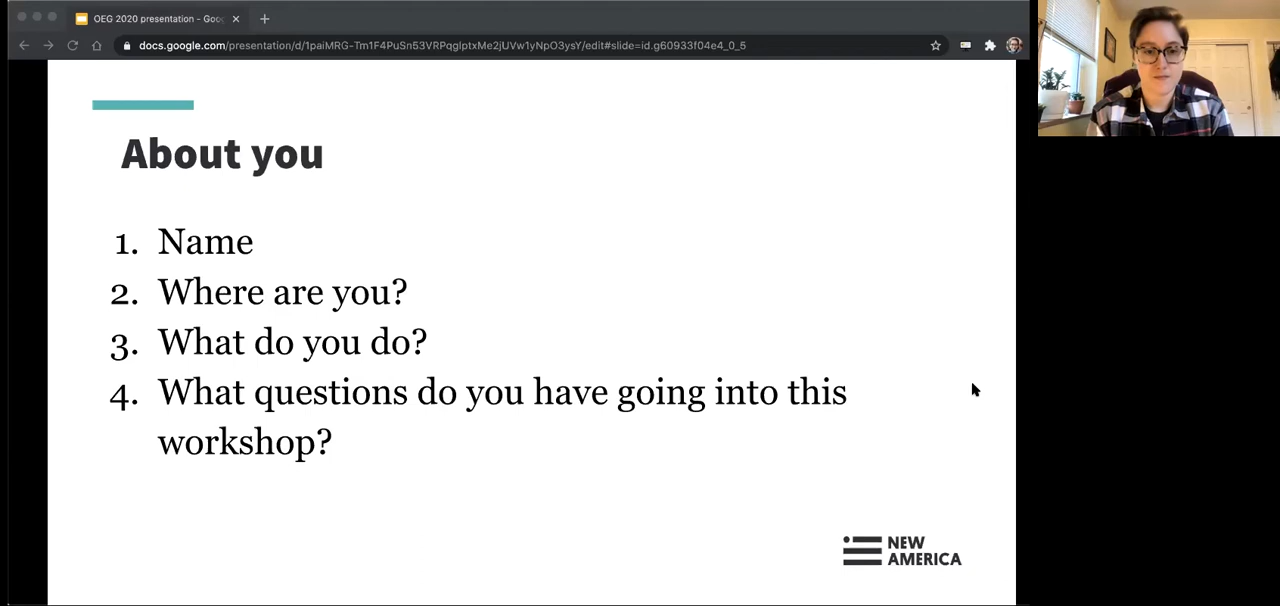 OEG 2020 presentation - Goo
docs.google.com/presentation/d/1paiMRG-Tm1F4PuSn53VRPqglptxMe2jUVw1yNpO3ysY/edit#slide=id.g60933f04e4_0_5
About you
1. Name
2. Where are you?
3. What do you do?
4. What questions do you have going into this
workshop?
NEW
AMERICA